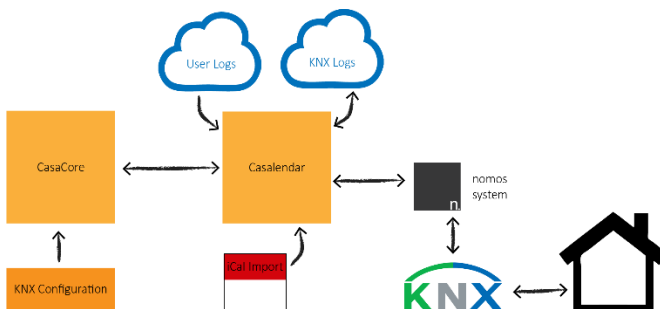 User Logs
KNX Logs
CasaCore
Casalendar
nomos
system
n.
iCal Import
KNX Configuration
KNX